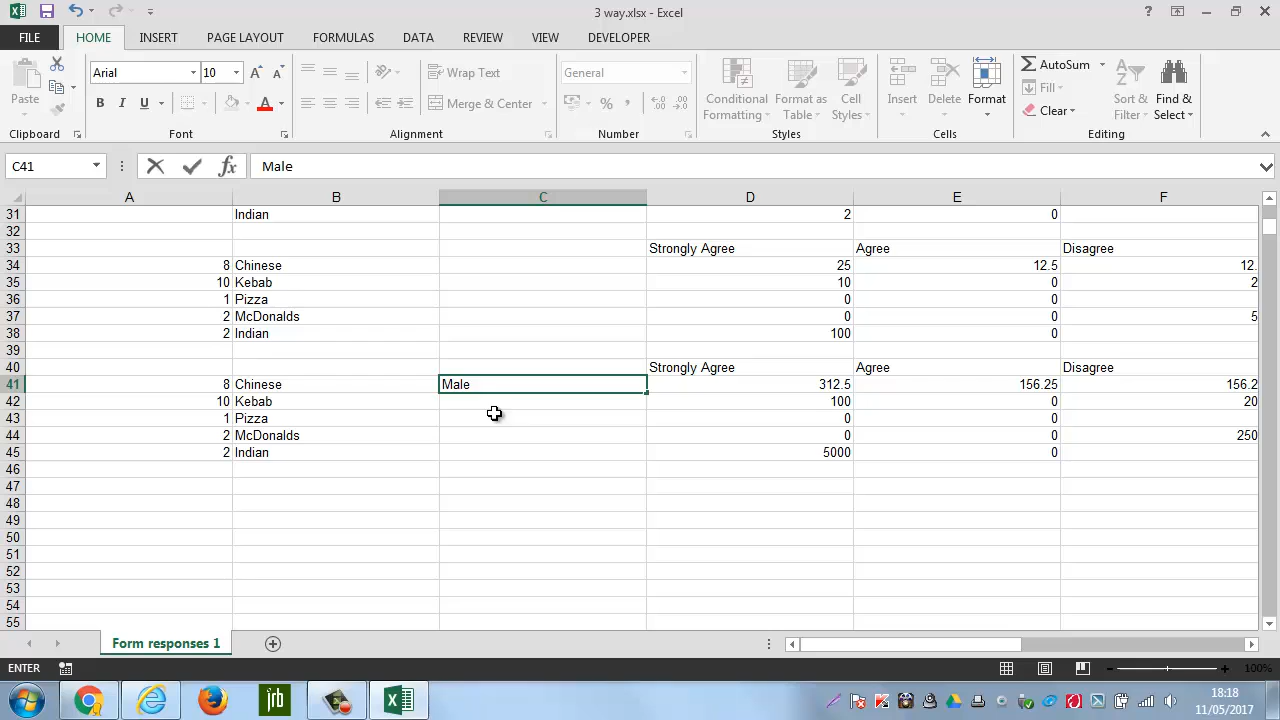 3 way.xlsx - Excel
FILE HOME INSERT PAGE LAYOUT FORMULAS DATA REVIEW VIEW DEVELOPER
Paste
Clipboard
Arial 10
B I U
Font
Wrap Text
Merge & Center
Alignment
General
Number
Conditional Formatting
Format as Table
Cell Styles
Styles
Insert
Delete
Format
Cells
AutoSum
Fill
Clear
Sort & Filter
Find & Select
Editing
C41 fx Male
A B C D E F
31 Indian 2 0
32
33 Strongly Agree Agree Disagree
34 8 Chinese 25 12.5 12.
35 10 Kebab 10 0 2
36 1 Pizza 0 0
37 2 McDonalds 0 0 5
38 2 Indian 100 0
39
40 Strongly Agree Agree Disagree
41 8 Chinese Male 312.5 156.25 156.2
42 10 Kebab 100 0 20
43 1 Pizza 0 0
44 2 McDonalds 0 0 250
45 2 Indian 5000 0
46
47
48
49
50
51
52
53
54
55
Form responses 1
ENTER 100%
jrb
18:18
11/05/2017